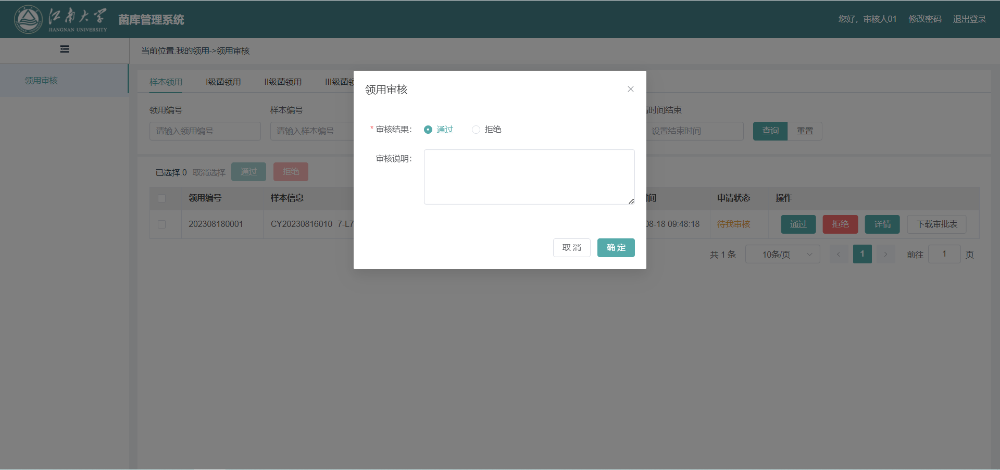 江南大学
JIANGNAN UNIVERSITY
菌库管理系统
您好，审核人01 修改密码 退出登录
当前位置:我的领用->领用审核
领用审核
样本领用 I级菌领用 II级菌领用 III级菌领
领用审核
领用编号 样本编号 时间结束
请输入领用编号 请输入样本编号 设置结束时间 查询 重置
* 审核结果： 通过 拒绝
审核说明：
已选择:0 取消选择 通过 拒绝
领用编号 样本信息 间 申请状态 操作
202308180001 CY20230816010 7-L7 08-18 09:48:18 待我审核 通过 拒绝 详情 下载审批表
取消 确定
共 1 条 10条/页 1 前往 1 页